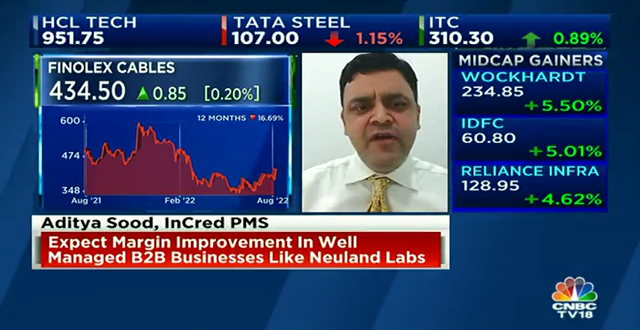 HCL TECH
951.75
TATA STEEL
107.00 1.15%
ITC
310.30 0.89%
FINOLEX CABLES
434.50 0.85 [0.20%]
12 MONTHS 16.69%
600
474
348
Aug '21 Feb '22 Aug '22
MIDCAP GAINERS
WOCKHARDT
234.85
+5.50%
IDFC
60.80
+5.01%
RELIANCE INFRA
128.95
+4.62%
Aditya Sood, InCred PMS
Expect Margin Improvement In Well
Managed B2B Businesses Like Neuland Labs
CNBC
TV18